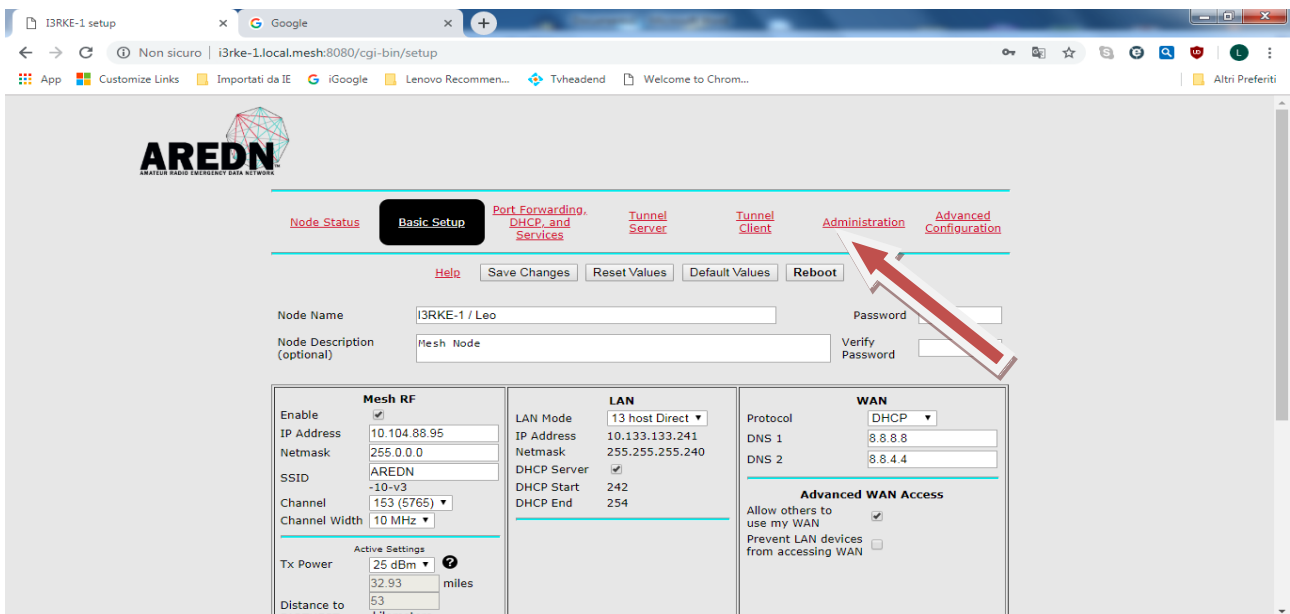 I3RKE-1 setup
Google
Non sicuro | i3rke-1.local.mesh:8080/cgi-bin/setup
App Customize Links Importati da IE iGoogle Lenovo Recommen... Tvheadend Welcome to Chrom... Altri Preferiti
AREDN
AMATEUR RADIO EMERGENCY DATA NETWORK
Node Status
Basic Setup
Port Forwarding,
DHCP, and
Services
Tunnel
Server
Tunnel
Client
Administration
Advanced
Configuration
Help Save Changes Reset Values Default Values Reboot
Node Name I3RKE-1 / Leo Password
Node Description
(optional)
Mesh Node
Verify
Password
Mesh RF
Enable
IP Address 10.104.88.95
Netmask 255.0.0.0
SSID AREDN
-10-v3
Channel 153 (5765)
Channel Width 10 MHz
Active Settings
Tx Power 25 dBm ?
32.93 miles
Distance to 53
LAN
LAN Mode 13 host Direct
IP Address 10.133.133.241
Netmask 255.255.255.240
DHCP Server
DHCP Start 242
DHCP End 254
WAN
Protocol DHCP
DNS 1 8.8.8.8
DNS 2 8.8.4.4
Advanced WAN Access
Allow others to
use my WAN
Prevent LAN devices
from accessing WAN